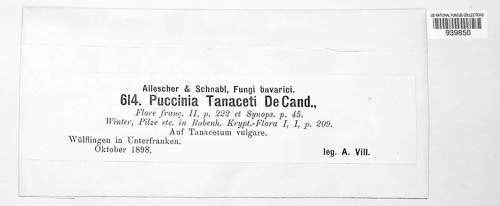 US NATIONAL FUNGUS COLLECTIONS
939850
Allescher & Schnabl, Fungi bavarici.
614. Puccinia Tanaceti De Cand.,
Flore franç. II, p. 222 et Synops. p. 45.
Winter, Pilze etc. in Rabenh. Krypt.-Flora I, 1, p. 209.
Auf Tanacetum vulgare.
Wülflingen in Unterfranken.
Oktober 1898.
leg. A. Vill.